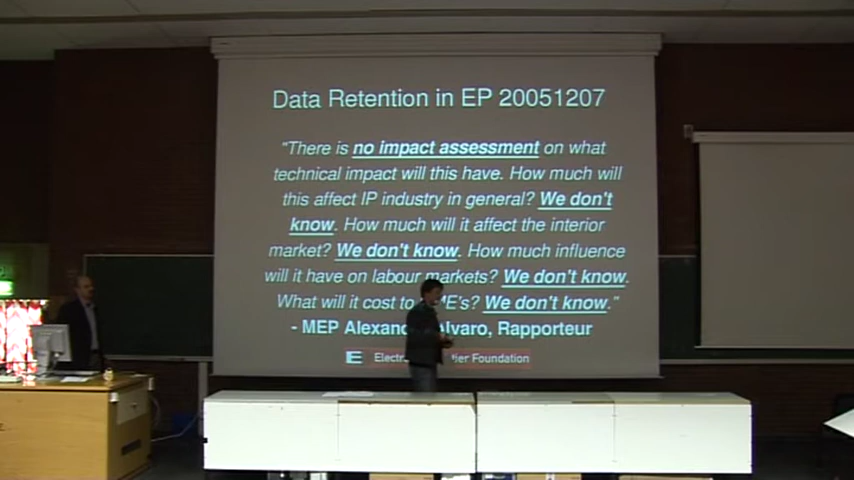 Data Retention in EP 20051207
"There is no impact assessment on what
technical impact will this have. How much will
this affect IP industry in general? We don't
know. How much will it affect the interior
market? We don't know. How much influence
will it have on labour markets? We don't know.
What will it cost to E's? We don't know."
- MEP Alexand lvaro, Rapporteur
Electr ier Foundation